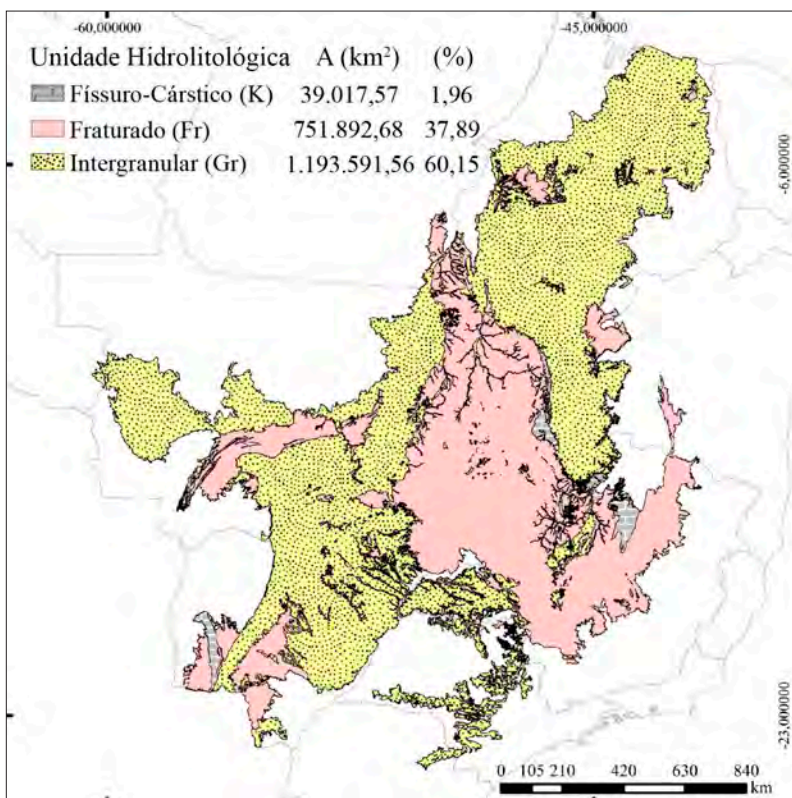 -60,000000
-45,000000
Unidade Hidrolitológica A (km²) (%)
Físsuro-Cárstico (K) 39.017,57 1,96
Fraturado (Fr) 751.892,68 37,89
Intergranular (Gr) 1.193.591,56 60,15
-6,000000
-23,000000
0 105 210 420 630 840
km